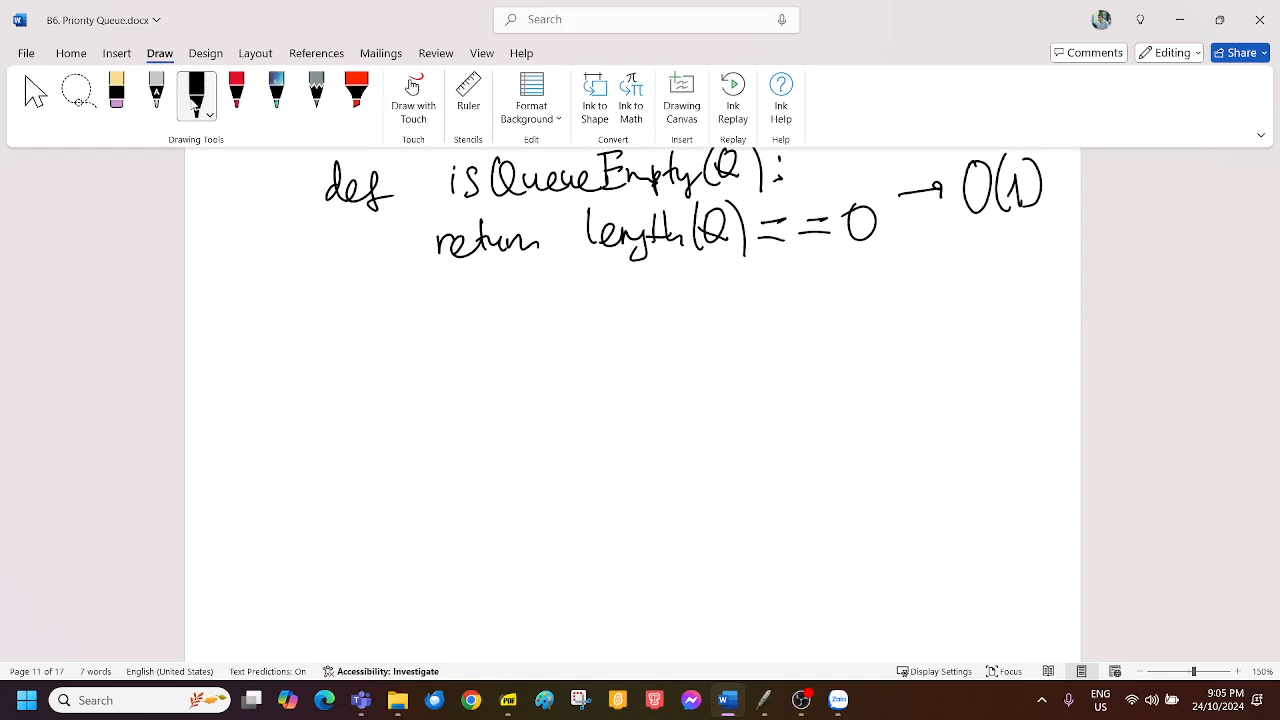 B6. Priority Queue.docx
Search
File Home Insert Draw Design Layout References Mailings Review View Help
Comments Editing Share
Draw with Touch
Ruler
Format Background
Ink to Shape
Ink to Math
Drawing Canvas
Ink Replay
Ink Help
Drawing Tools Touch Stencils Edit Convert Insert Replay Help
def isQueueEmpty(Q):
→ O(1)
return length(Q) == 0
Page 11 of 17 7 words English (United States) Text Predictions: On Accessibility: Investigate Display Settings Focus 150%
Search
PDF
Zalo
ENG
US
9:05 PM
24/10/2024